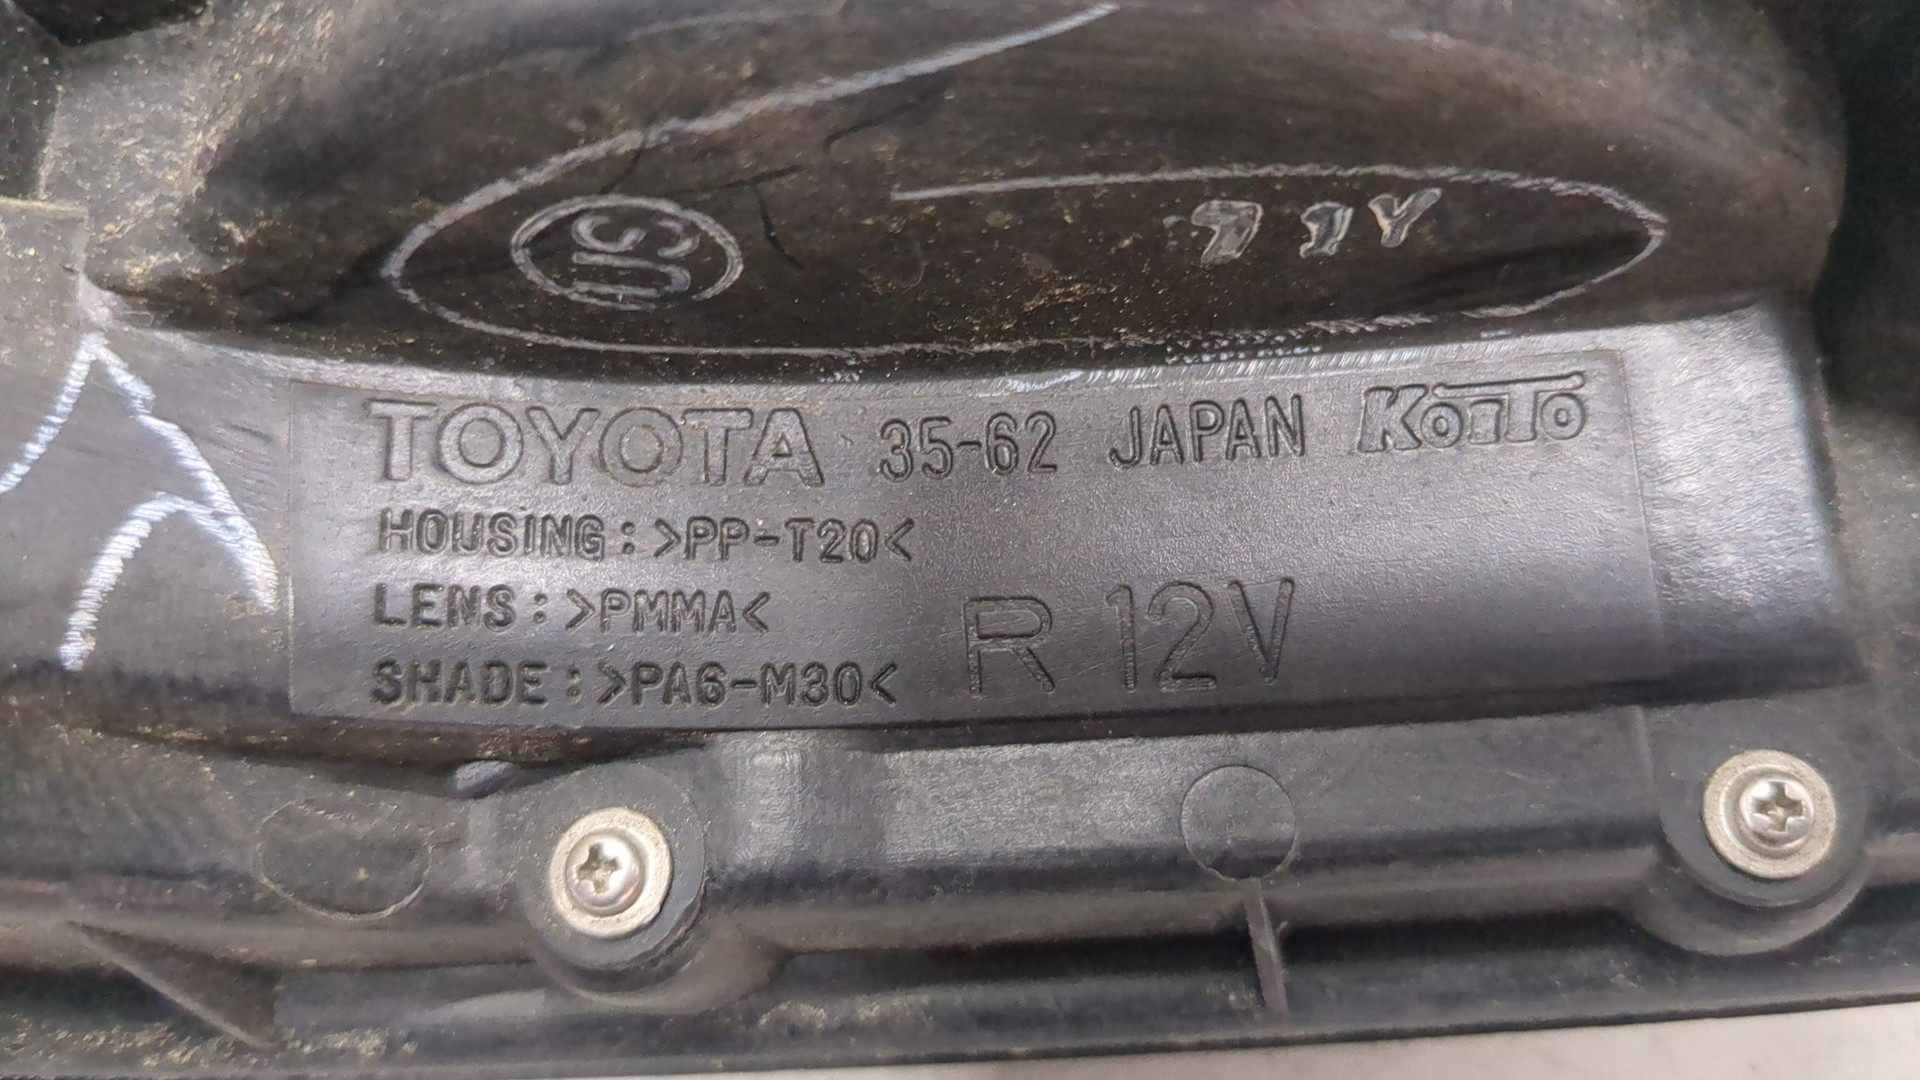 TOYOTA 35-62 JAPAN KOITO
HOUSING:>PP-T20<
LENS:>PMMA<
SHADE:>PA6-M30<
R 12V